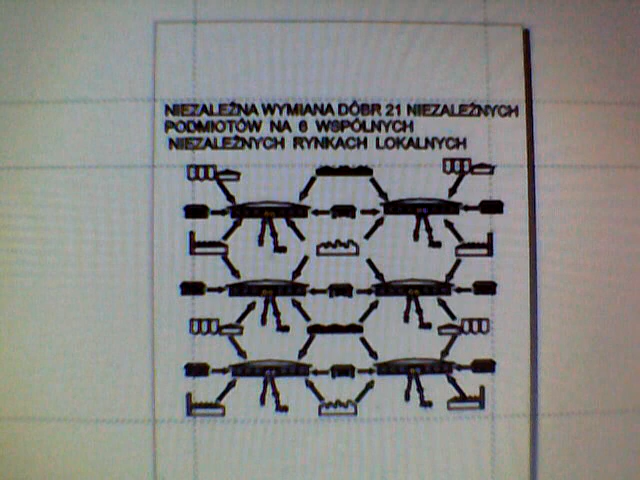 NIEZALEŻNA WYMIANA DÓBR 21 NIEZALEŻNYCH
PODMIOTÓW NA 6 WSPÓLNYCH
NIEZALEŻNYCH RYNKACH LOKALNYCH